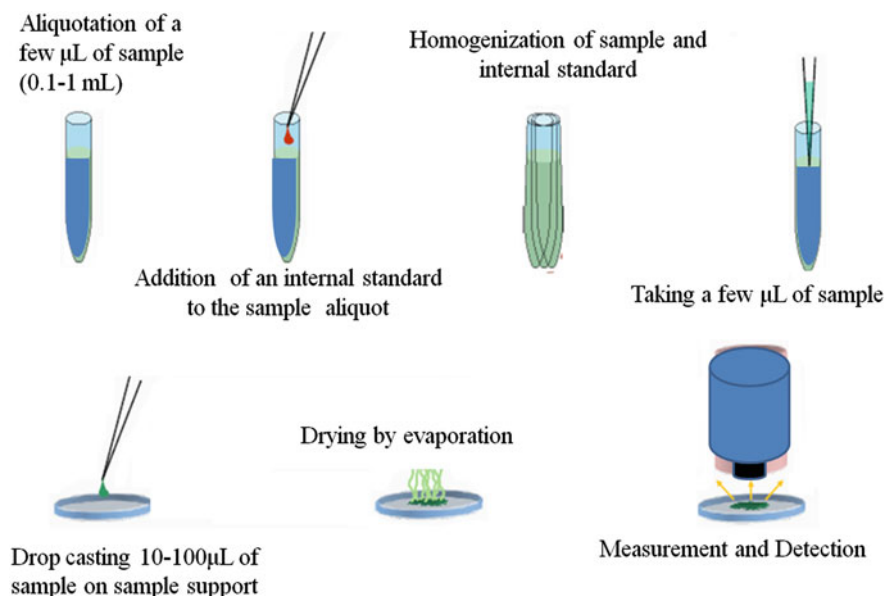 Aliquotation of a
few μL of sample
(0.1-1 mL)
Homogenization of sample and
internal standard
Addition of an internal standard
to the sample aliquot
Taking a few μL of sample
Drying by evaporation
Drop casting 10-100μL of
sample on sample support
Measurement and Detection